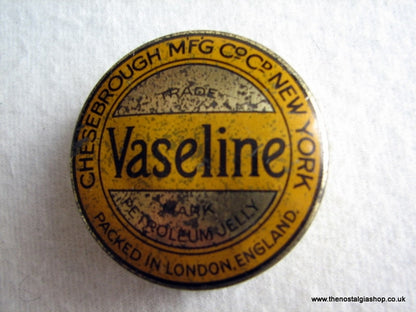 CHESEBROUGH MFG CO. CD. NEW YORK
TRADE
Vaseline
MARK
PETROLEUM JELLY
PACKED IN LONDON, ENGLAND.
www.thenostalgiashop.co.uk